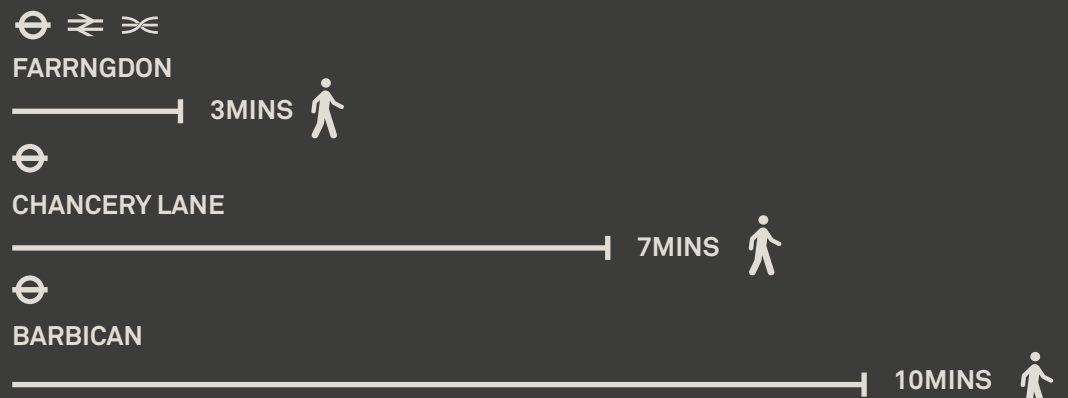 FARRNGDON
3MINS
CHANCERY LANE
7MINS
BARBICAN
10MINS